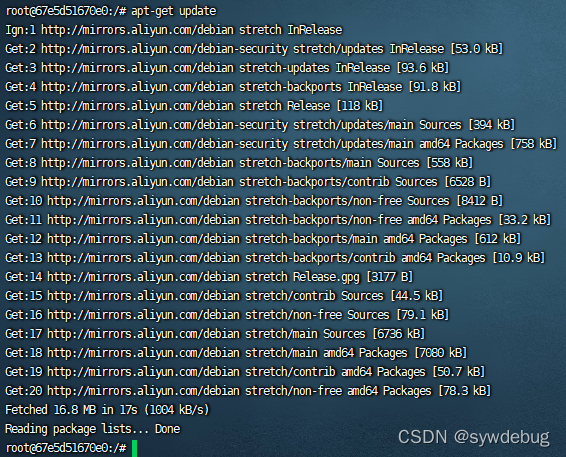 root@67e5d51670e0:/# apt-get update
Ign:1 http://mirrors.aliyun.com/debian stretch InRelease
Get:2 http://mirrors.aliyun.com/debian-security stretch/updates InRelease [53.0 kB]
Get:3 http://mirrors.aliyun.com/debian stretch-updates InRelease [93.6 kB]
Get:4 http://mirrors.aliyun.com/debian stretch-backports InRelease [91.8 kB]
Get:5 http://mirrors.aliyun.com/debian stretch Release [118 kB]
Get:6 http://mirrors.aliyun.com/debian-security stretch/updates/main Sources [394 kB]
Get:7 http://mirrors.aliyun.com/debian-security stretch/updates/main amd64 Packages [758 kB]
Get:8 http://mirrors.aliyun.com/debian stretch-backports/main Sources [558 kB]
Get:9 http://mirrors.aliyun.com/debian stretch-backports/contrib Sources [6528 B]
Get:10 http://mirrors.aliyun.com/debian stretch-backports/non-free Sources [8412 B]
Get:11 http://mirrors.aliyun.com/debian stretch-backports/non-free amd64 Packages [33.2 kB]
Get:12 http://mirrors.aliyun.com/debian stretch-backports/main amd64 Packages [612 kB]
Get:13 http://mirrors.aliyun.com/debian stretch-backports/contrib amd64 Packages [10.9 kB]
Get:14 http://mirrors.aliyun.com/debian stretch Release.gpg [3177 B]
Get:15 http://mirrors.aliyun.com/debian stretch/contrib Sources [44.5 kB]
Get:16 http://mirrors.aliyun.com/debian stretch/non-free Sources [79.1 kB]
Get:17 http://mirrors.aliyun.com/debian stretch/main Sources [6736 kB]
Get:18 http://mirrors.aliyun.com/debian stretch/main amd64 Packages [7080 kB]
Get:19 http://mirrors.aliyun.com/debian stretch/contrib amd64 Packages [50.7 kB]
Get:20 http://mirrors.aliyun.com/debian stretch/non-free amd64 Packages [78.3 kB]
Fetched 16.8 MB in 17s (1004 kB/s)
Reading package lists... Done
root@67e5d51670e0:/#
CSDN @sywdebug